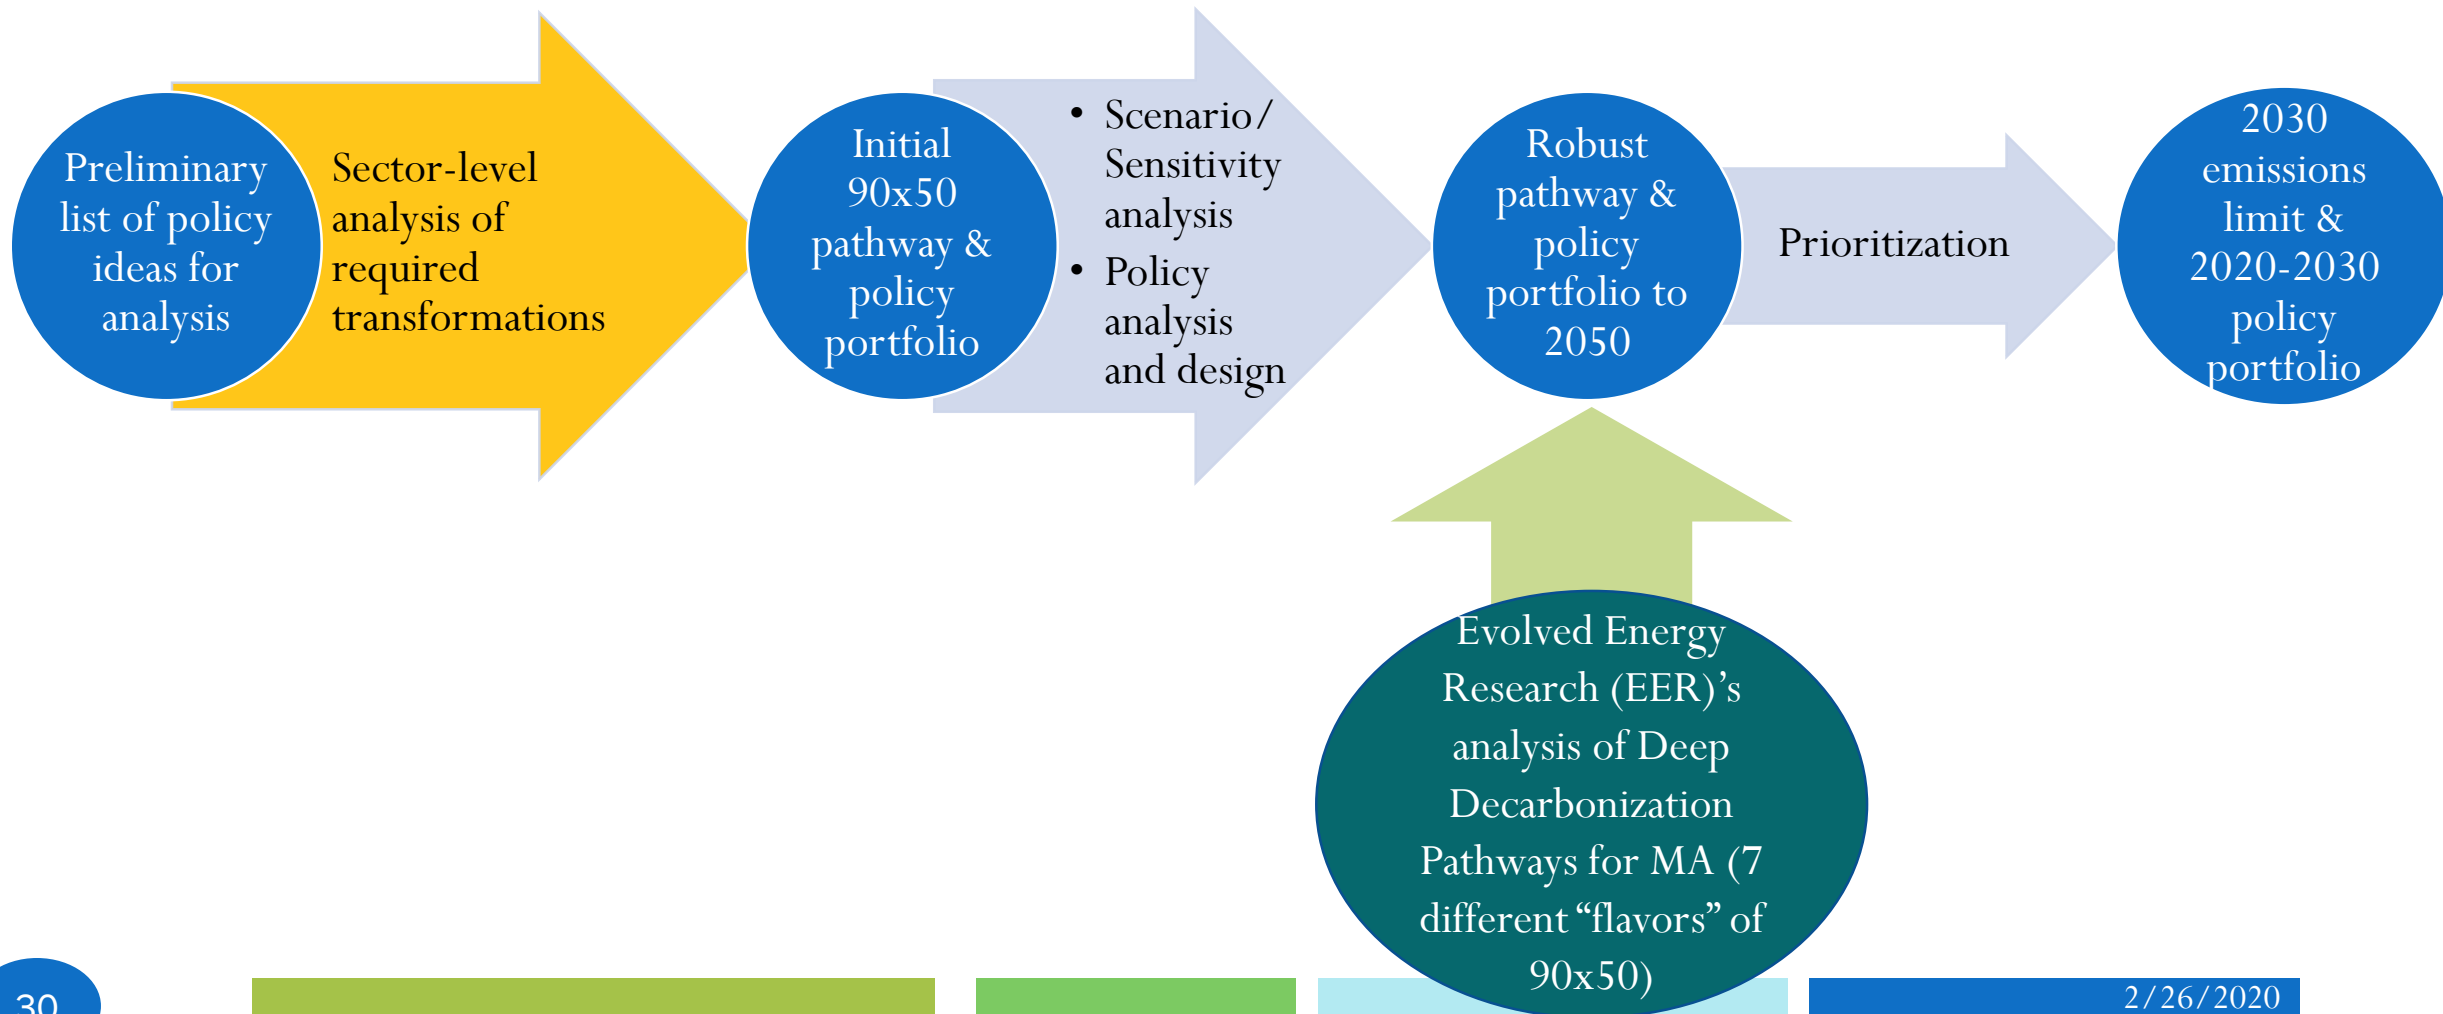 Preliminary
list of policy
ideas for
analysis
Sector-level
analysis of
required
transformations
Initial
90x50
pathway &
policy
portfolio
• Scenario/
Sensitivity
analysis
• Policy
analysis
and design
Robust
pathway &
policy
portfolio to
2050
Prioritization
2030
emissions
limit &
2020-2030
policy
portfolio
Evolved Energy
Research (EER)’s
analysis of Deep
Decarbonization
Pathways for MA (7
different “flavors” of
90x50)
30
2/26/2020